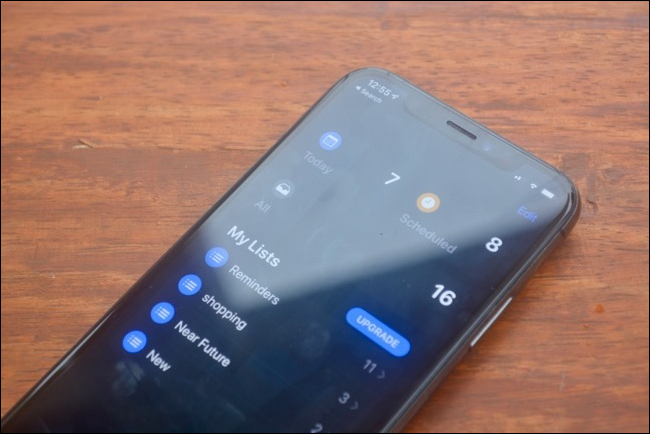 12:55
Search
Edit
7
8
Today
Scheduled
16
All
My Lists
UPGRADE
Reminders
11
shopping
3
Near Future
New